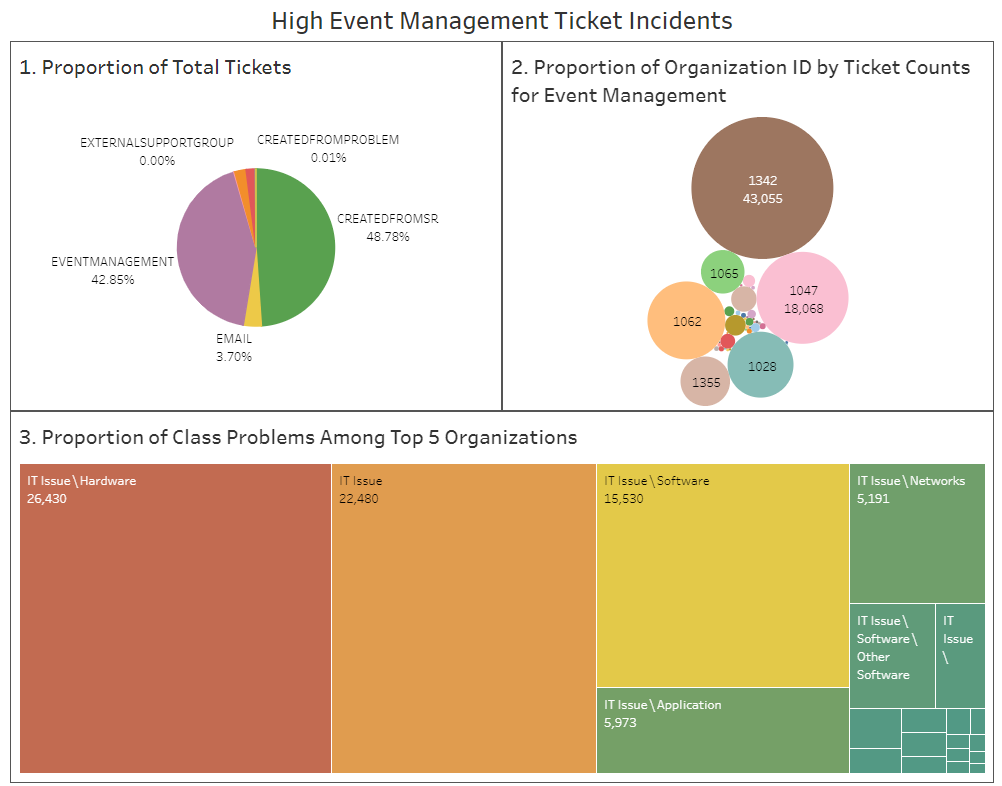 High Event Management Ticket Incidents
1. Proportion of Total Tickets
EXTERNALSUPPORTGROUP
0.00%
CREATEDFROMPROBLEM
0.01%
CREATEDFROMSR
48.78%
EVENTMANAGEMENT
42.85%
EMAIL
3.70%
2. Proportion of Organization ID by Ticket Counts
for Event Management
1342
43,055
1065
1047
18,068
1062
1028
1355
3. Proportion of Class Problems Among Top 5 Organizations
IT Issue\Hardware
26,430
IT Issue
22,480
IT Issue\Software
15,530
IT Issue\Application
5,973
IT Issue\Networks
5,191
IT Issue\
Software\
Other
Software
IT
Issue
\